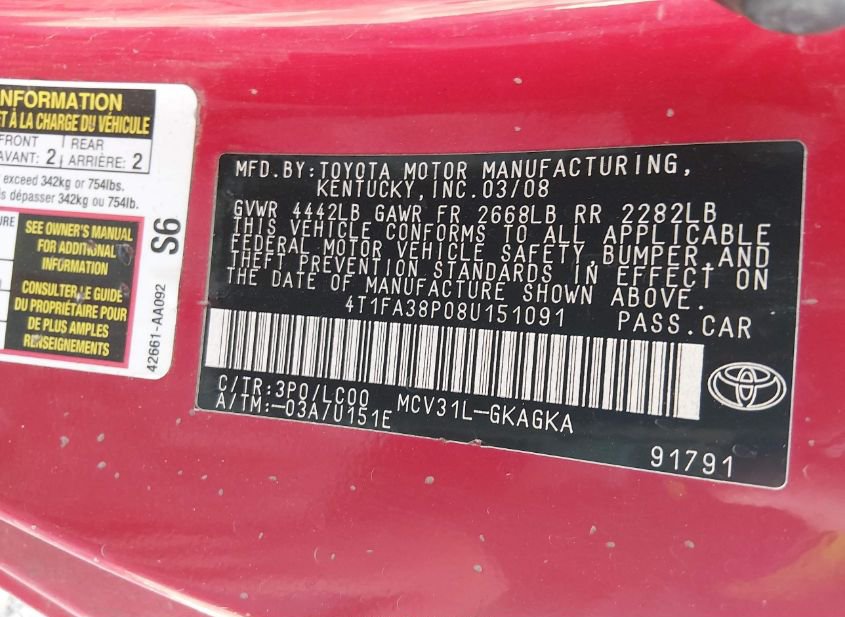 INFORMATION
ET À LA CHARGE DU VÉHICULE
FRONT REAR
AVANT: 2 ARRIÈRE: 2
exceed 342kg or 754lbs.
dépasser 342kg ou 754lb.
SEE OWNER'S MANUAL
FOR ADDITIONAL
INFORMATION
CONSULTER LE GUIDE
DU PROPRIÉTAIRE POUR
DE PLUS AMPLES
RENSEIGNEMENTS
S6
42661-AA092
MFD.BY:TOYOTA MOTOR MANUFACTURING,
KENTUCKY, INC. 03/08
GVWR 4442LB GAWR FR 2668LB RR 2282LB
THIS VEHICLE CONFORMS TO ALL APPLICABLE
FEDERAL MOTOR VEHICLE SAFETY, BUMPER, AND
THEFT PREVENTION STANDARDS IN EFFECT ON
THE DATE OF MANUFACTURE SHOWN ABOVE.
4T1FA38P08U151091 PASS.CAR
C/TR:3P0/LC00 MCV31L-GKAGKA
A/TM:-03A/U151E
91791